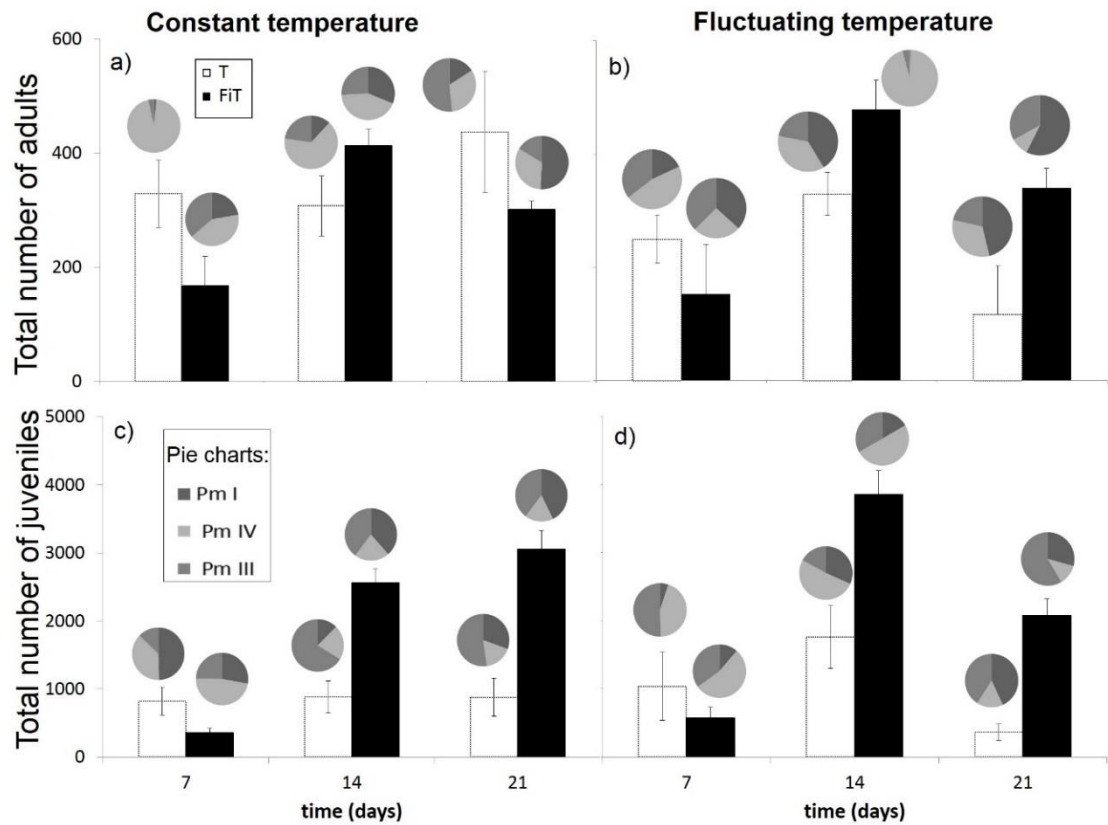 Constant temperature
Fluctuating temperature
Total number of adults
600
400
200
0
a)
T
FiT
b)
Total number of juveniles
5000
4000
3000
2000
1000
0
c)
Pie charts:
Pm I
Pm IV
Pm III
d)
7
14
21
7
14
21
time (days)
time (days)